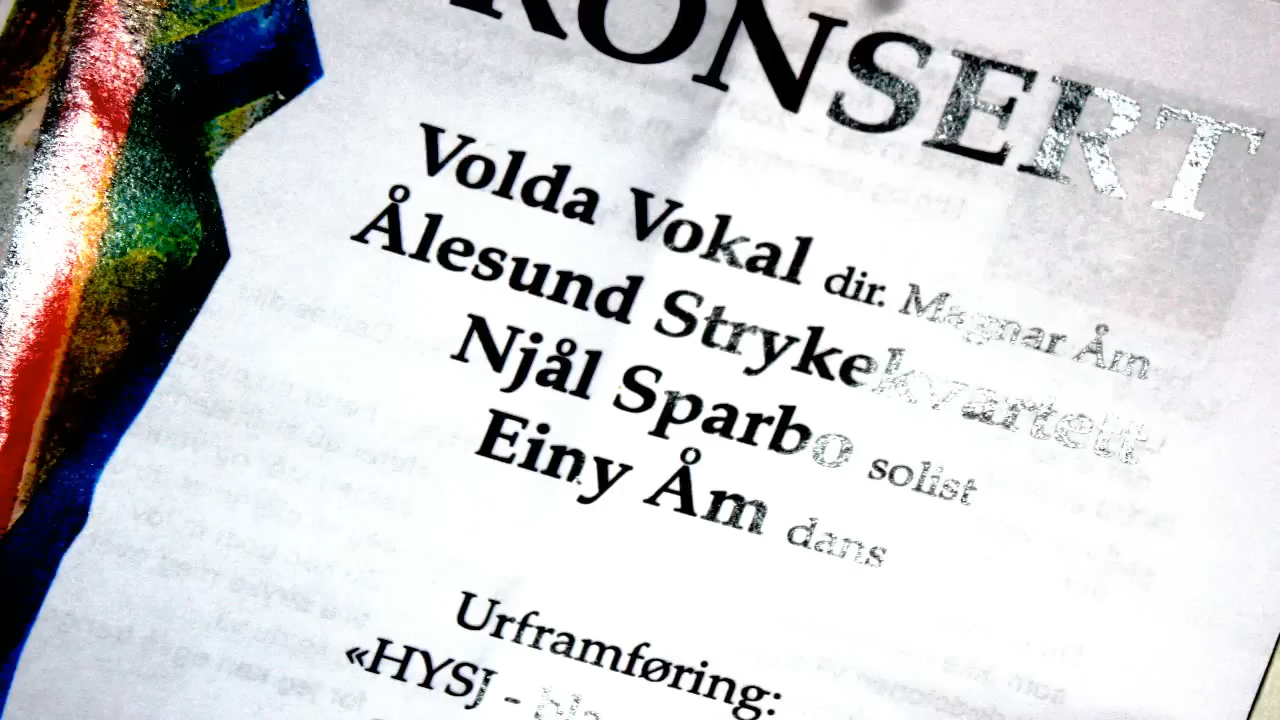 KONSERT
Volda Vokal dir. Magnar Åm
Ålesund Strykekvartett
Njål Sparbo solist
Einy Åm dans
Urframføring:
«HYSJ -